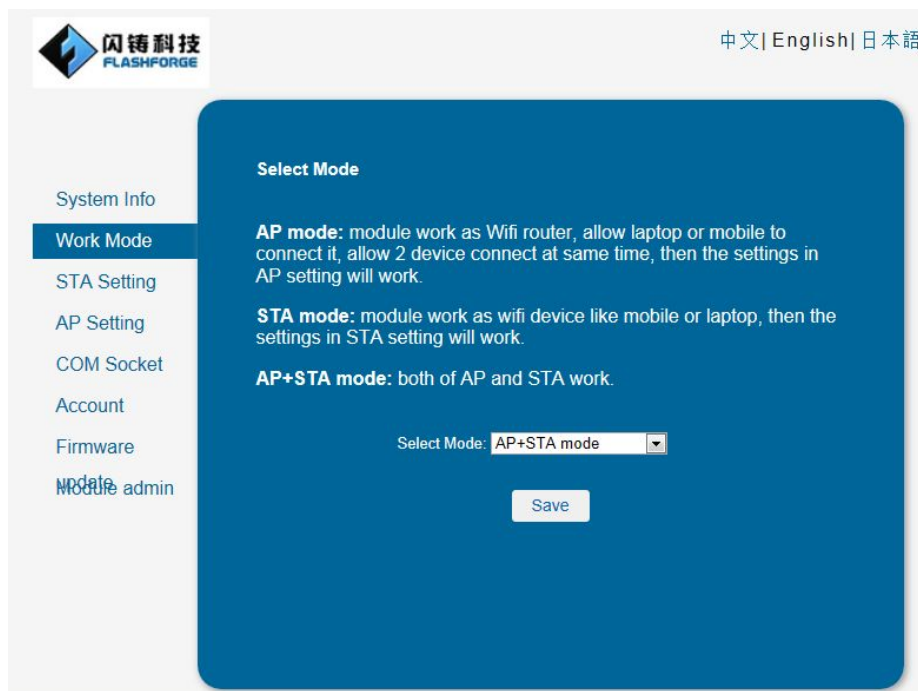 闪铸科技
FLASHFORGE
中文| English| 日本語
System Info
Work Mode
STA Setting
AP Setting
COM Socket
Account
Firmware
update
Module admin
Select Mode
AP mode: module work as Wifi router, allow laptop or mobile to
connect it, allow 2 device connect at same time, then the settings in
AP setting will work.
STA mode: module work as wifi device like mobile or laptop, then the
settings in STA setting will work.
AP+STA mode: both of AP and STA work.
Select Mode: AP+STA mode
Save